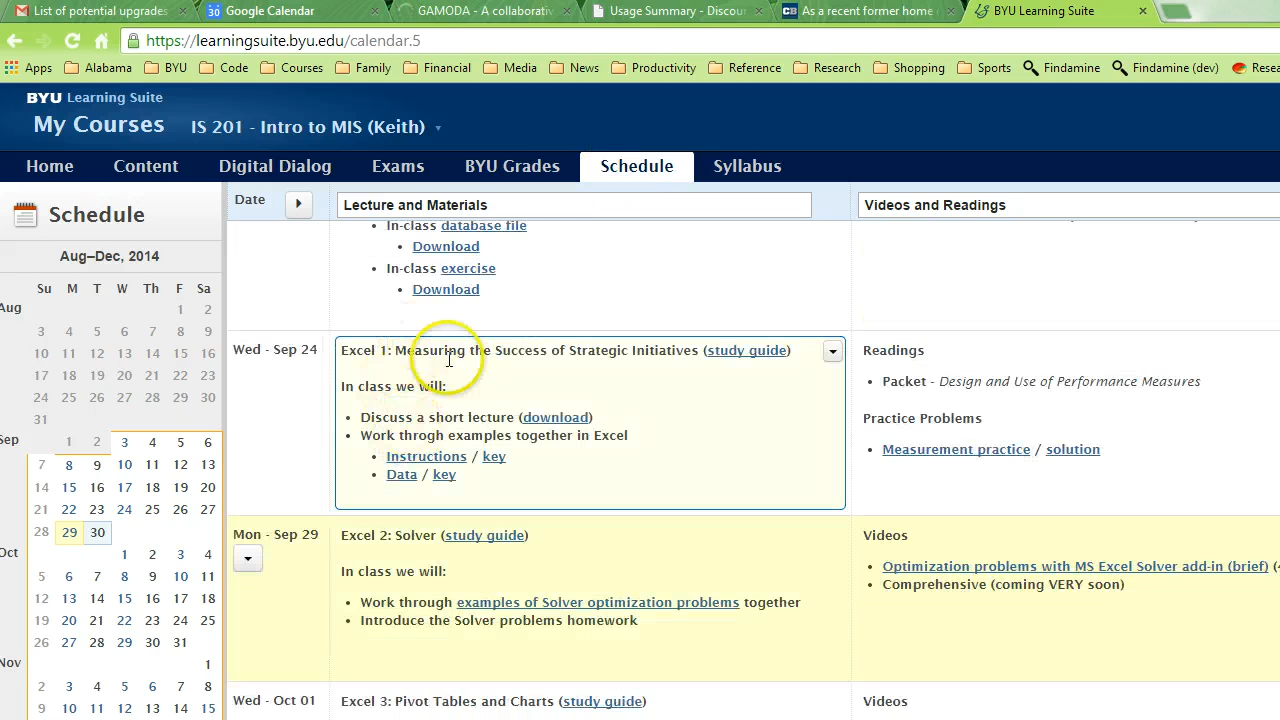 List of potential upgrades
Google Calendar
GAMODA - A collaborativ
Usage Summary - Discou
As a recent former home
BYU Learning Suite
https://learningsuite.byu.edu/calendar.5
Apps Alabama BYU Code Courses Family Financial Media News Productivity Reference Research Shopping Sports Findamine Findamine (dev)
BYU Learning Suite
My Courses IS 201 - Intro to MIS (Keith)
Home Content Digital Dialog Exams BYU Grades Schedule Syllabus
Schedule
Aug–Dec, 2014
Su M T W Th F Sa
Aug 1 2
3 4 5 6 7 8 9
10 11 12 13 14 15 16
17 18 19 20 21 22 23
24 25 26 27 28 29 30
31
Sep 1 2 3 4 5 6
7 8 9 10 11 12 13
14 15 16 17 18 19 20
21 22 23 24 25 26 27
28 29 30
Oct 1 2 3 4
5 6 7 8 9 10 11
12 13 14 15 16 17 18
19 20 21 22 23 24 25
26 27 28 29 30 31
Nov 1
2 3 4 5 6 7 8
9 10 11 12 13 14 15
Date Lecture and Materials Videos and Readings
• In-class database file
• Download
• In-class exercise
• Download
Wed - Sep 24
Excel 1: Measuring the Success of Strategic Initiatives (study guide)
In class we will:
• Discuss a short lecture (download)
• Work throgh examples together in Excel
• Instructions / key
• Data / key
Readings
• Packet - Design and Use of Performance Measures
Practice Problems
• Measurement practice / solution
Mon - Sep 29
Excel 2: Solver (study guide)
In class we will:
• Work through examples of Solver optimization problems together
• Introduce the Solver problems homework
Videos
• Optimization problems with MS Excel Solver add-in (brief) (4
• Comprehensive (coming VERY soon)
Wed - Oct 01
Excel 3: Pivot Tables and Charts (study guide)
Videos